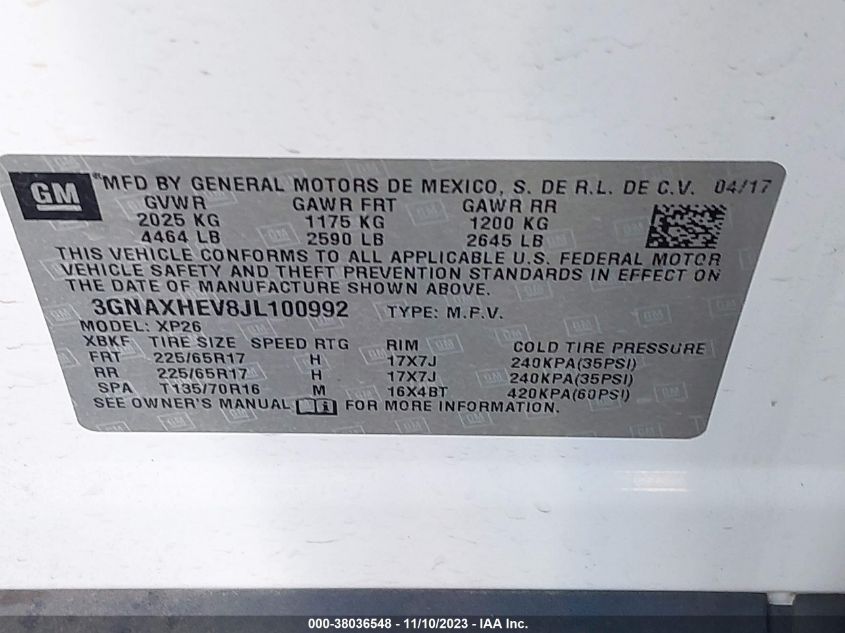 GM
®MFD BY GENERAL MOTORS DE MEXICO, S. DE R.L. DE C.V. 04/17
GVWR GAWR FRT GAWR RR
2025 KG 1175 KG 1200 KG
4464 LB 2590 LB 2645 LB
THIS VEHICLE CONFORMS TO ALL APPLICABLE U.S. FEDERAL MOTOR
VEHICLE SAFETY AND THEFT PREVENTION STANDARDS IN EFFECT ON
THE DATE OF MANUFACTURE SHOWN ABOVE.
3GNAXHEV8JL100992 TYPE: M.P.V.
MODEL: XP26
XBKF TIRE SIZE SPEED RTG RIM COLD TIRE PRESSURE
FRT 225/65R17 H 17X7J 240KPA(35PSI)
RR 225/65R17 H 17X7J 240KPA(35PSI)
SPA T135/70R16 M 16X4BT 420KPA(60PSI)
SEE OWNER'S MANUAL FOR MORE INFORMATION.
000-38036548 — 11/10/2023 — IAA Inc.